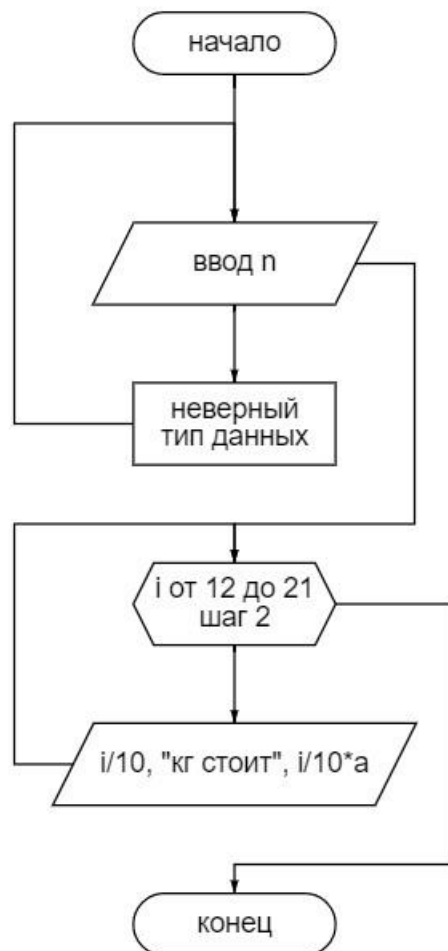 начало
ввод n
неверный
тип данных
i от 12 до 21
шаг 2
i/10, "кг стоит", i/10*a
конец